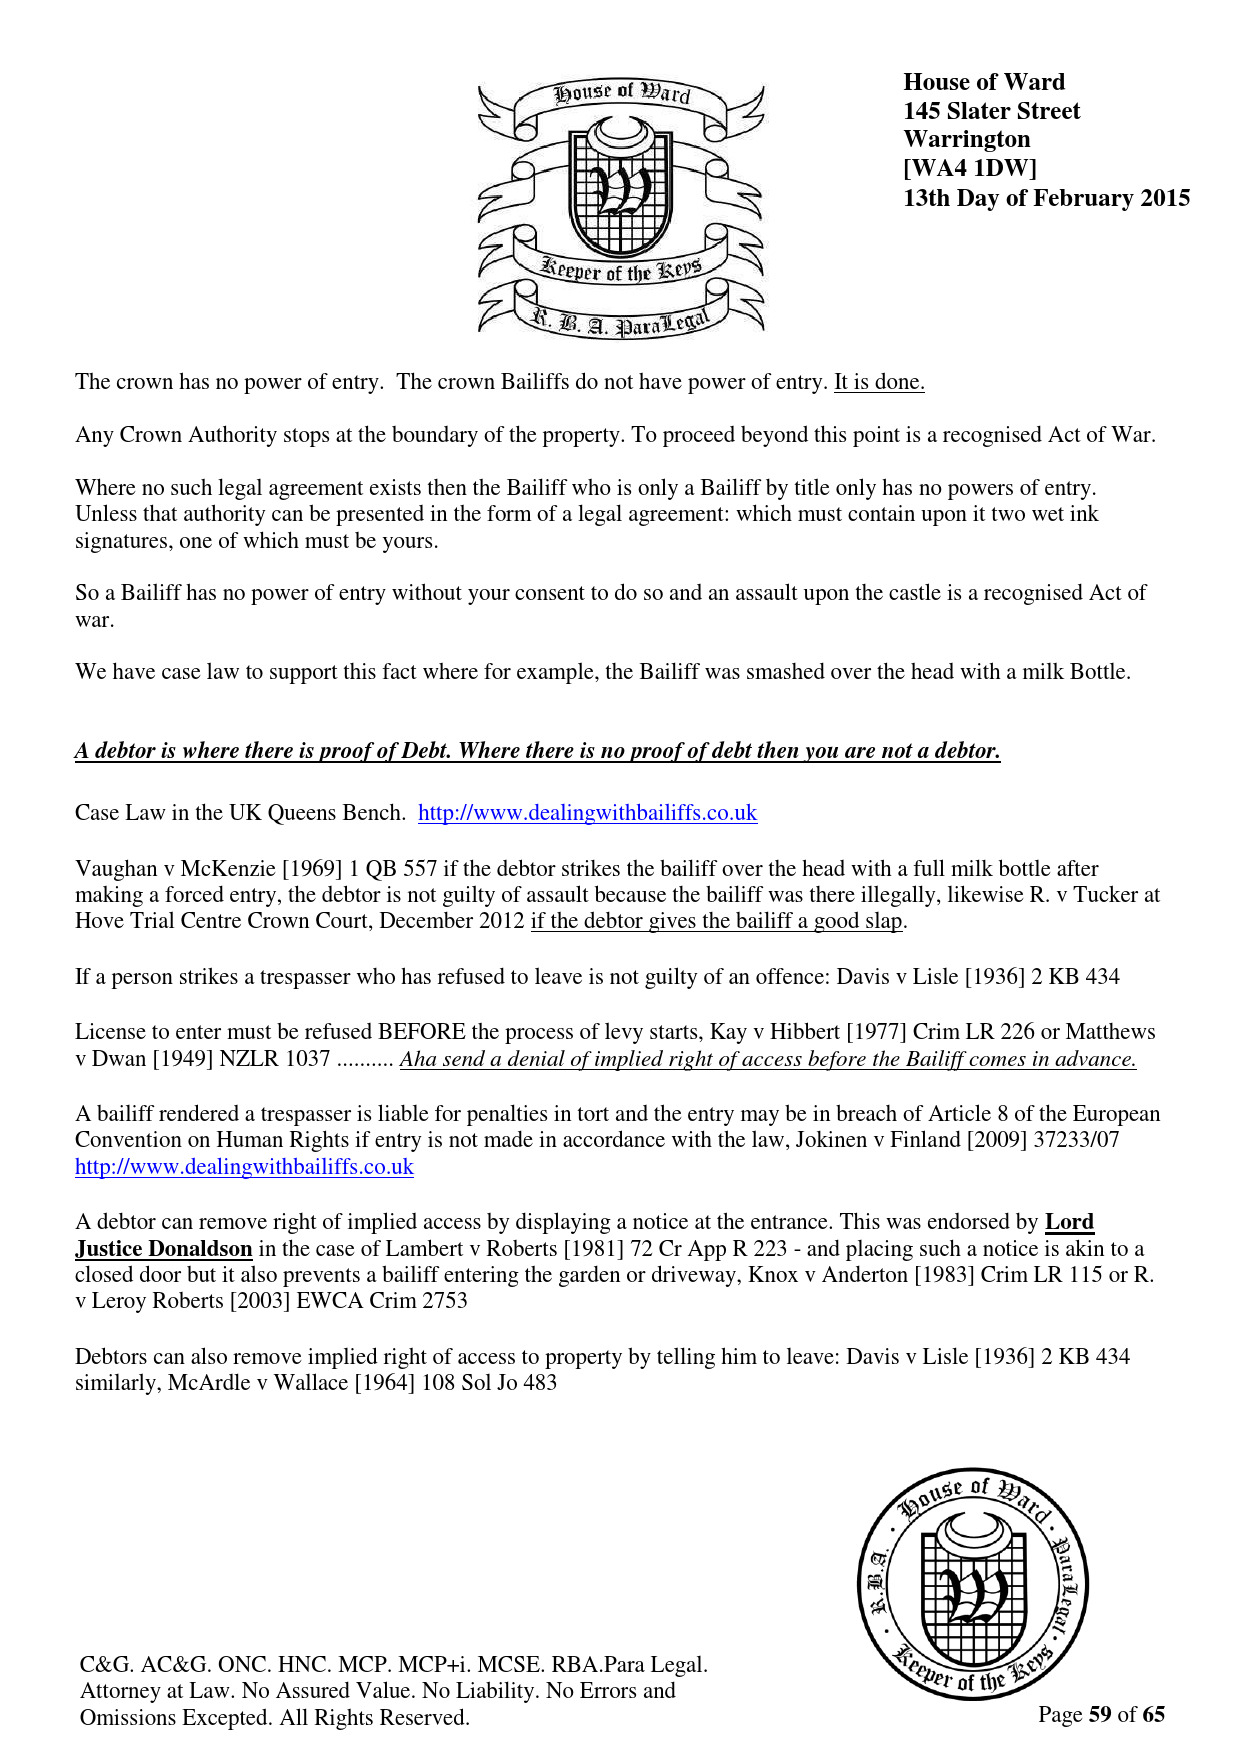 House of Ward
145 Slater Street
Warrington
[WA4 1DW]
13th Day of February 2015
House of Ward
W
Keeper of the Keys
R. B. A. ParaLegal
The crown has no power of entry.  The crown Bailiffs do not have power of entry. It is done.
Any Crown Authority stops at the boundary of the property. To proceed beyond this point is a recognised Act of War.
Where no such legal agreement exists then the Bailiff who is only a Bailiff by title only has no powers of entry.
Unless that authority can be presented in the form of a legal agreement: which must contain upon it two wet ink
signatures, one of which must be yours.
So a Bailiff has no power of entry without your consent to do so and an assault upon the castle is a recognised Act of
war.
We have case law to support this fact where for example, the Bailiff was smashed over the head with a milk Bottle.
A debtor is where there is proof of Debt. Where there is no proof of debt then you are not a debtor.
Case Law in the UK Queens Bench.  http://www.dealingwithbailiffs.co.uk
Vaughan v McKenzie [1969] 1 QB 557 if the debtor strikes the bailiff over the head with a full milk bottle after
making a forced entry, the debtor is not guilty of assault because the bailiff was there illegally, likewise R. v Tucker at
Hove Trial Centre Crown Court, December 2012 if the debtor gives the bailiff a good slap.
If a person strikes a trespasser who has refused to leave is not guilty of an offence: Davis v Lisle [1936] 2 KB 434
License to enter must be refused BEFORE the process of levy starts, Kay v Hibbert [1977] Crim LR 226 or Matthews
v Dwan [1949] NZLR 1037 .......... Aha send a denial of implied right of access before the Bailiff comes in advance.
A bailiff rendered a trespasser is liable for penalties in tort and the entry may be in breach of Article 8 of the European
Convention on Human Rights if entry is not made in accordance with the law, Jokinen v Finland [2009] 37233/07
http://www.dealingwithbailiffs.co.uk
A debtor can remove right of implied access by displaying a notice at the entrance. This was endorsed by Lord
Justice Donaldson in the case of Lambert v Roberts [1981] 72 Cr App R 223 - and placing such a notice is akin to a
closed door but it also prevents a bailiff entering the garden or driveway, Knox v Anderton [1983] Crim LR 115 or R.
v Leroy Roberts [2003] EWCA Crim 2753
Debtors can also remove implied right of access to property by telling him to leave: Davis v Lisle [1936] 2 KB 434
similarly, McArdle v Wallace [1964] 108 Sol Jo 483
· House of Ward · ParaLegal · Keeper of the Keys · R.B.A.
W
C&G. AC&G. ONC. HNC. MCP. MCP+i. MCSE. RBA.Para Legal.
Attorney at Law. No Assured Value. No Liability. No Errors and
Omissions Excepted. All Rights Reserved.
Page 59 of 65